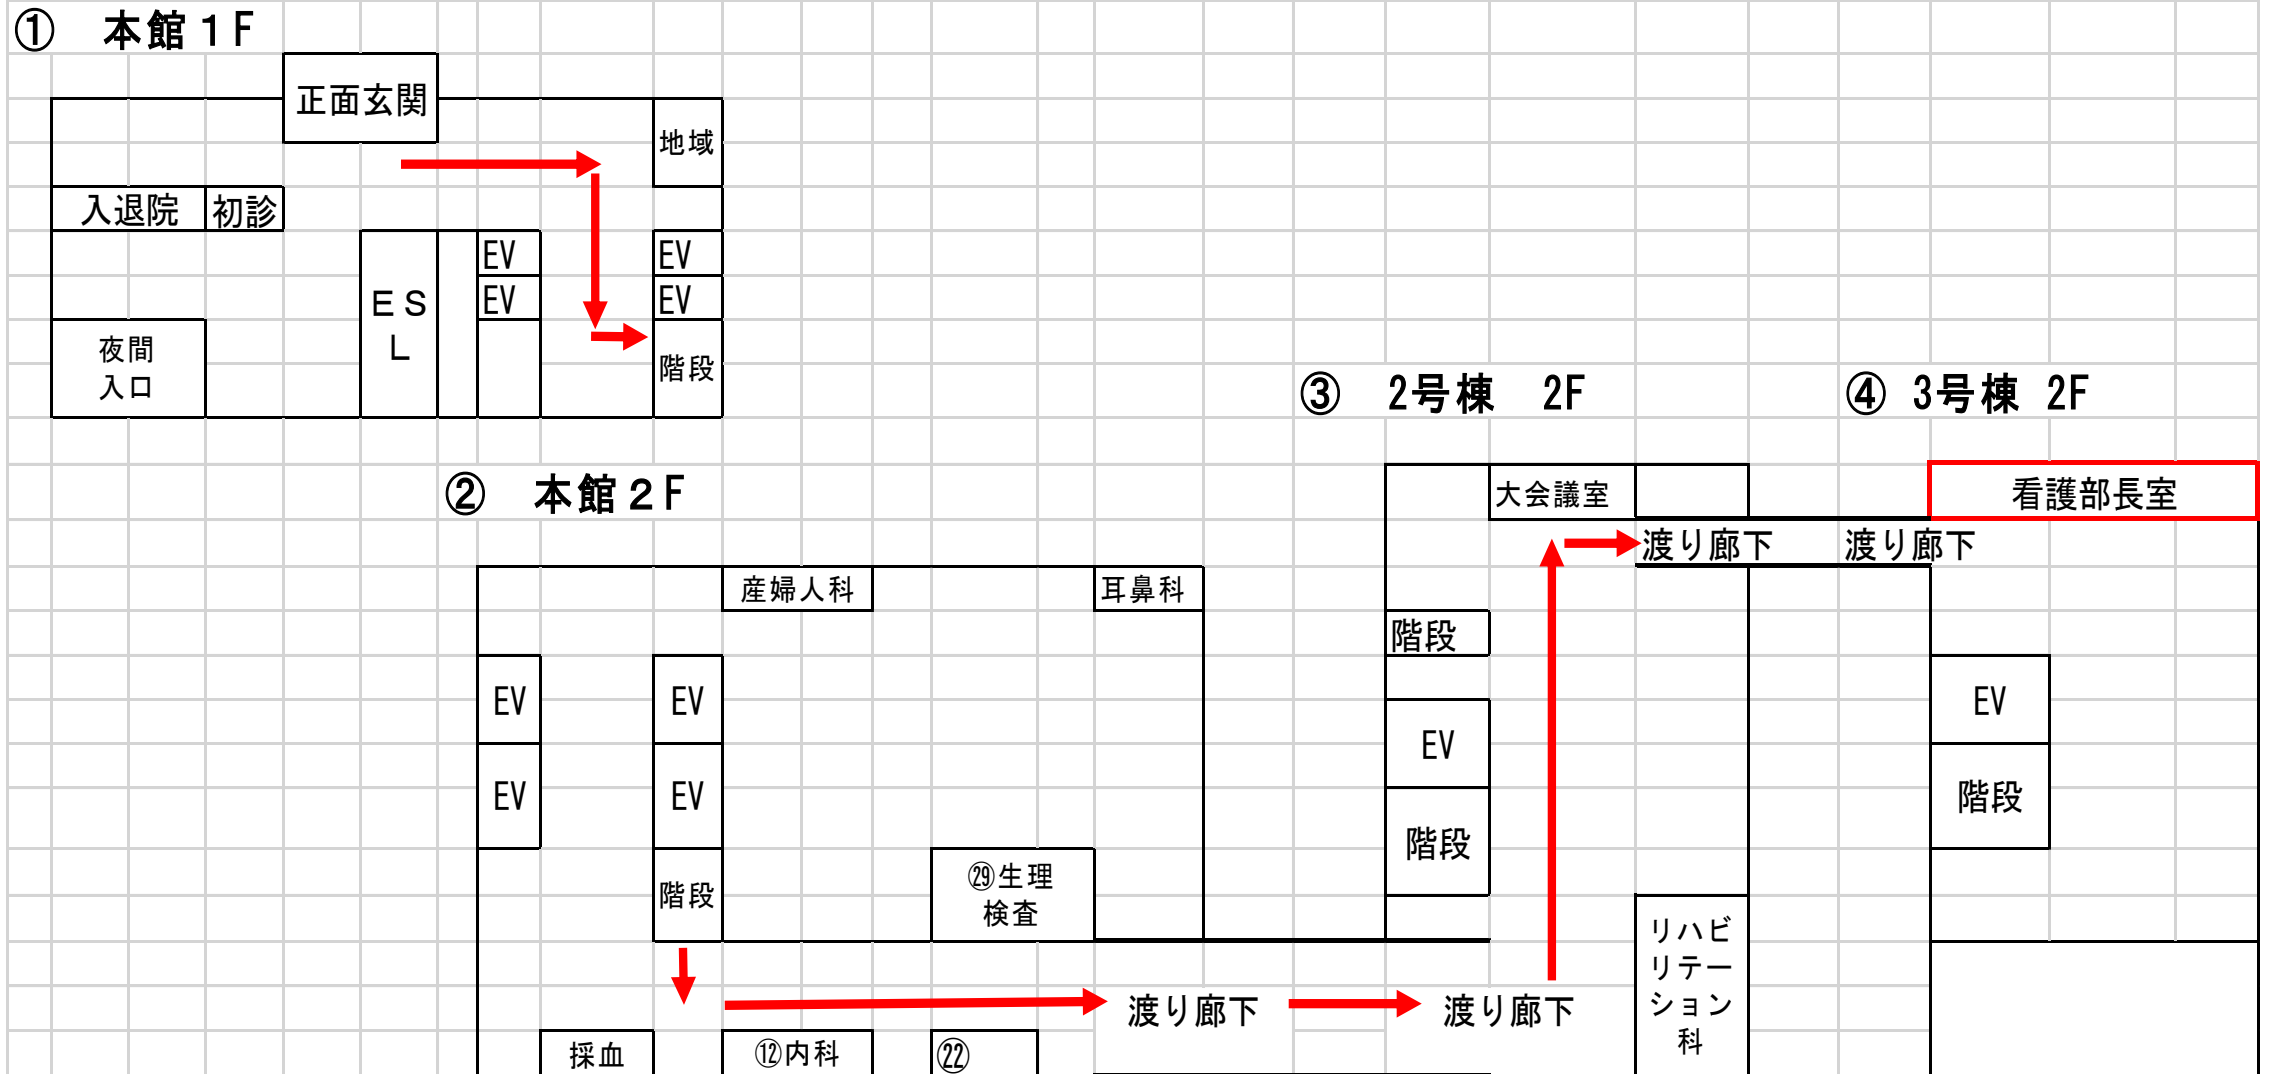 ① 本館１F
正面玄関
地域
入退院
初診
EV
EV
EV
EV
ＥＳ
Ｌ
夜間
入口
階段
③ 2号棟 2F
④ 3号棟 2F
② 本館２F
大会議室
看護部長室
渡り廊下
渡り廊下
産婦人科
耳鼻科
階段
EV
EV
EV
EV
EV
EV
階段
階段
階段
㉙生理
検査
リハビ
リテー
ション
科
渡り廊下
渡り廊下
採血
⑫内科
㉒